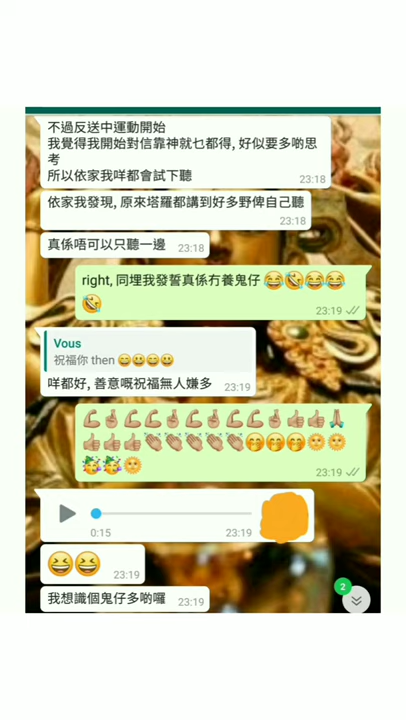 不過反送中運動開始
我覺得我開始對信靠神就乜都得, 好似要多啲思
考
所以依家我咩都會試下聽
23:18
依家我發現, 原來塔羅都講到好多野俾自己聽
23:18
真係唔可以只聽一邊 23:18
right, 同埋我發誓真係冇養鬼仔 😂🤣😂😂
🤣
23:19
Vous
祝福你 then 😄😃😄😃
咩都好, 善意嘅祝福無人嫌多 23:19
💪🏼✌🏼💪🏼💪🏼✌🏼💪🏼✌🏼💪🏼💪🏼✌🏼👍🏼👍🏼🙏🏼
👍🏼👍🏼👍🏼👏🏼👏🏼👏🏼👏🏼👏🏼🤭🤭🤭🌞🌞
🥳🥳🌞
23:19
0:15 23:19
😆😆 23:19
2
我想識個鬼仔多啲囉 23:19